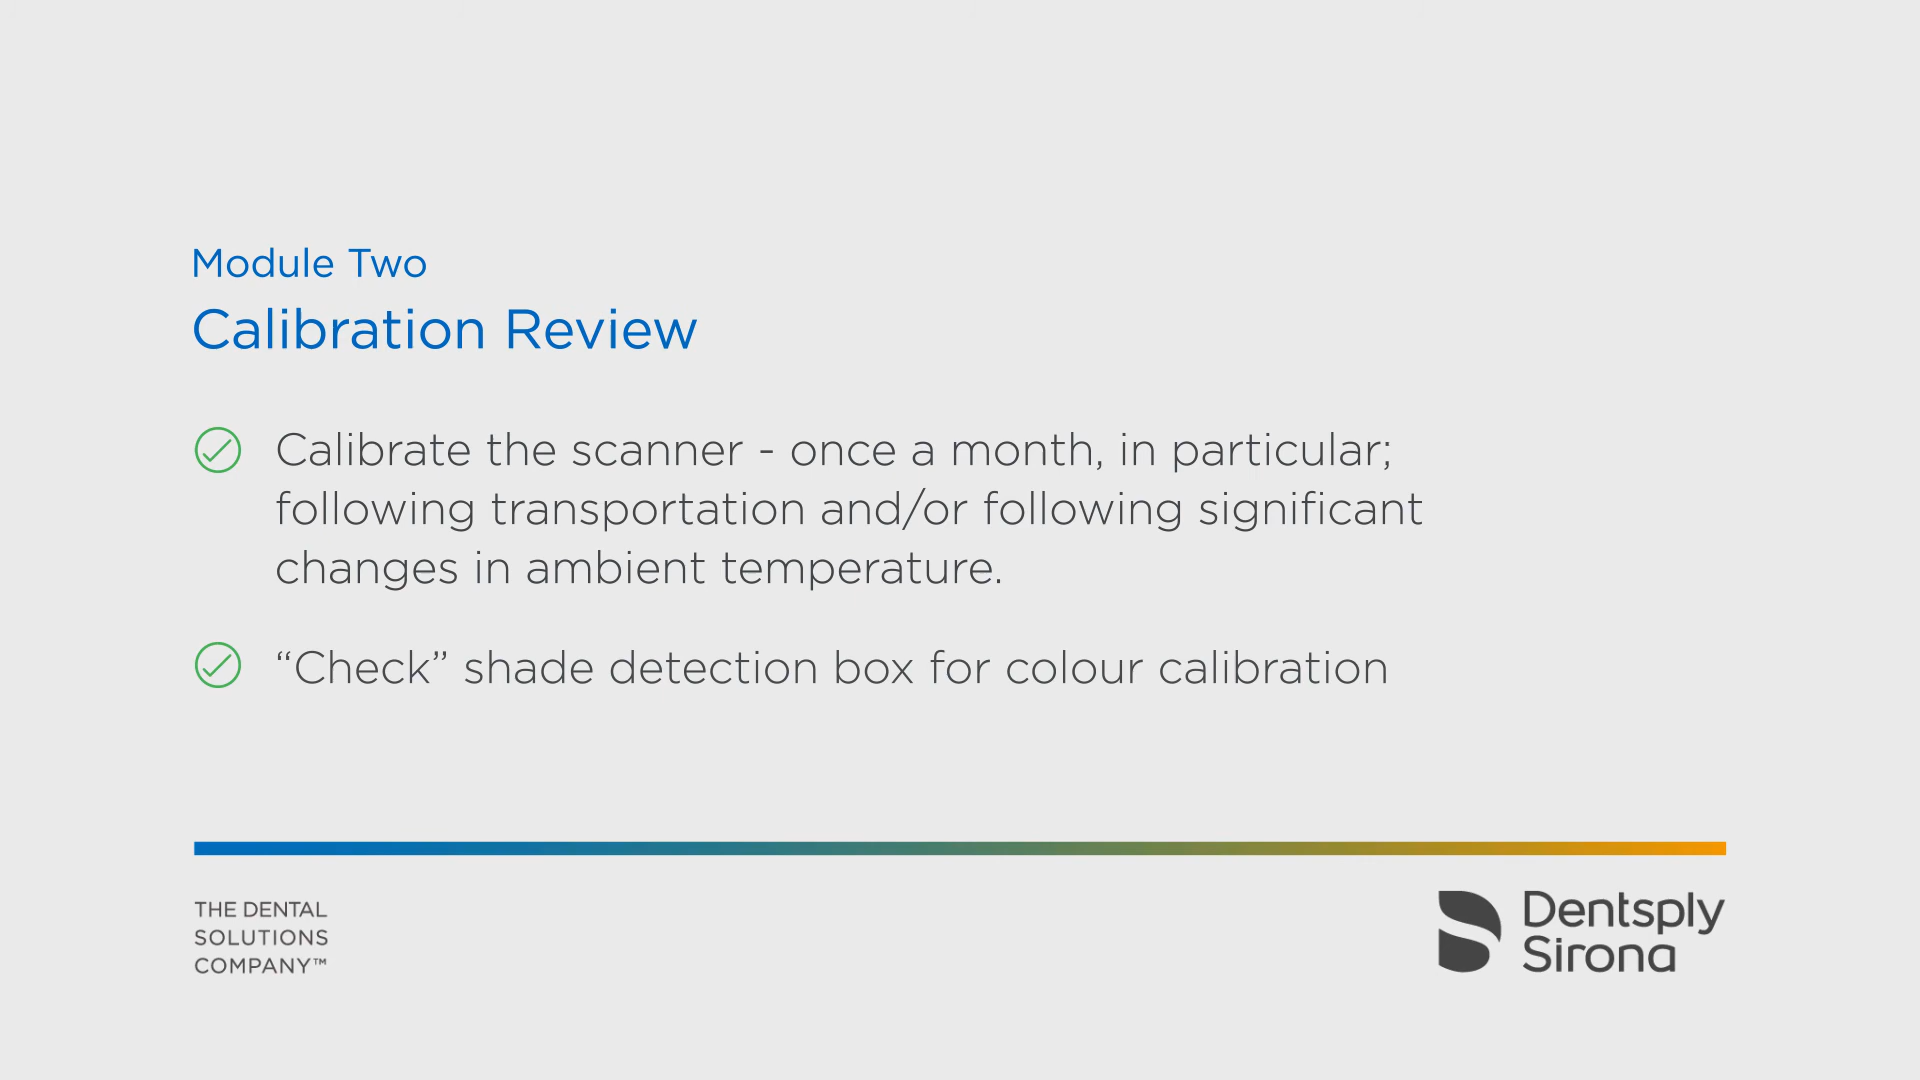 Module Two
Calibration Review
Calibrate the scanner - once a month, in particular;
following transportation and/or following significant
changes in ambient temperature.
“Check” shade detection box for colour calibration
THE DENTAL
SOLUTIONS
COMPANY™
Dentsply
Sirona